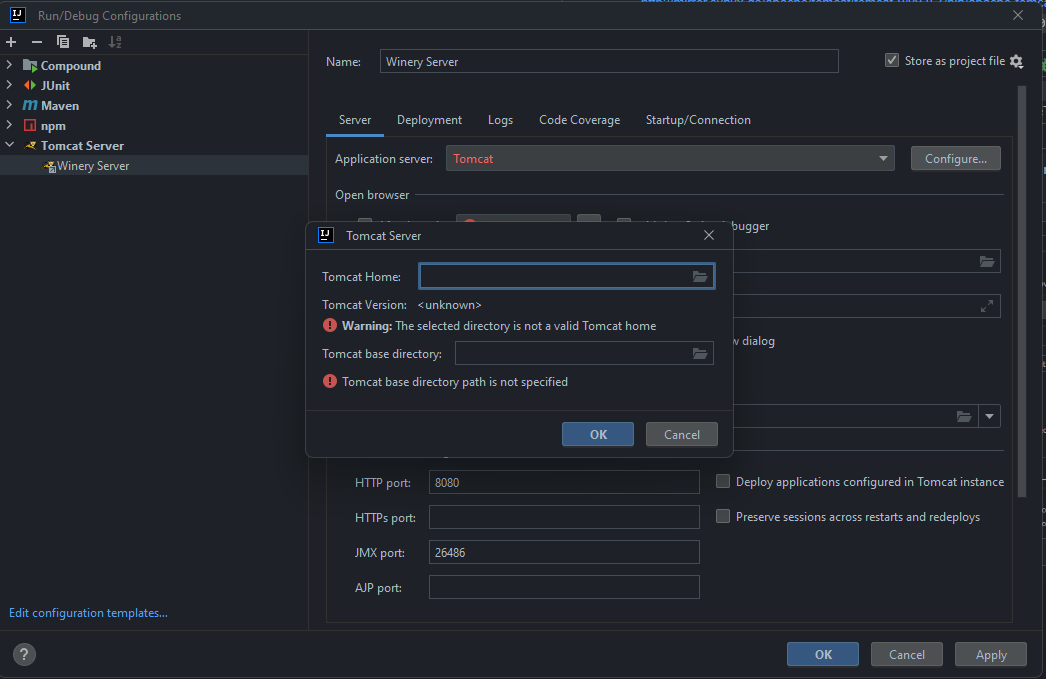 Run/Debug Configurations
Compound
JUnit
Maven
npm
Tomcat Server
Winery Server
Edit configuration templates...
Name:
Winery Server
Store as project file
Server
Deployment
Logs
Code Coverage
Startup/Connection
Application server:
Tomcat
Configure...
Open browser
Tomcat Server
Tomcat Home:
Tomcat Version: <unknown>
Warning: The selected directory is not a valid Tomcat home
Tomcat base directory:
Tomcat base directory path is not specified
OK
Cancel
dialog
HTTP port:
8080
Deploy applications configured in Tomcat instance
HTTPs port:
Preserve sessions across restarts and redeploys
JMX port:
26486
AJP port:
?
OK
Cancel
Apply